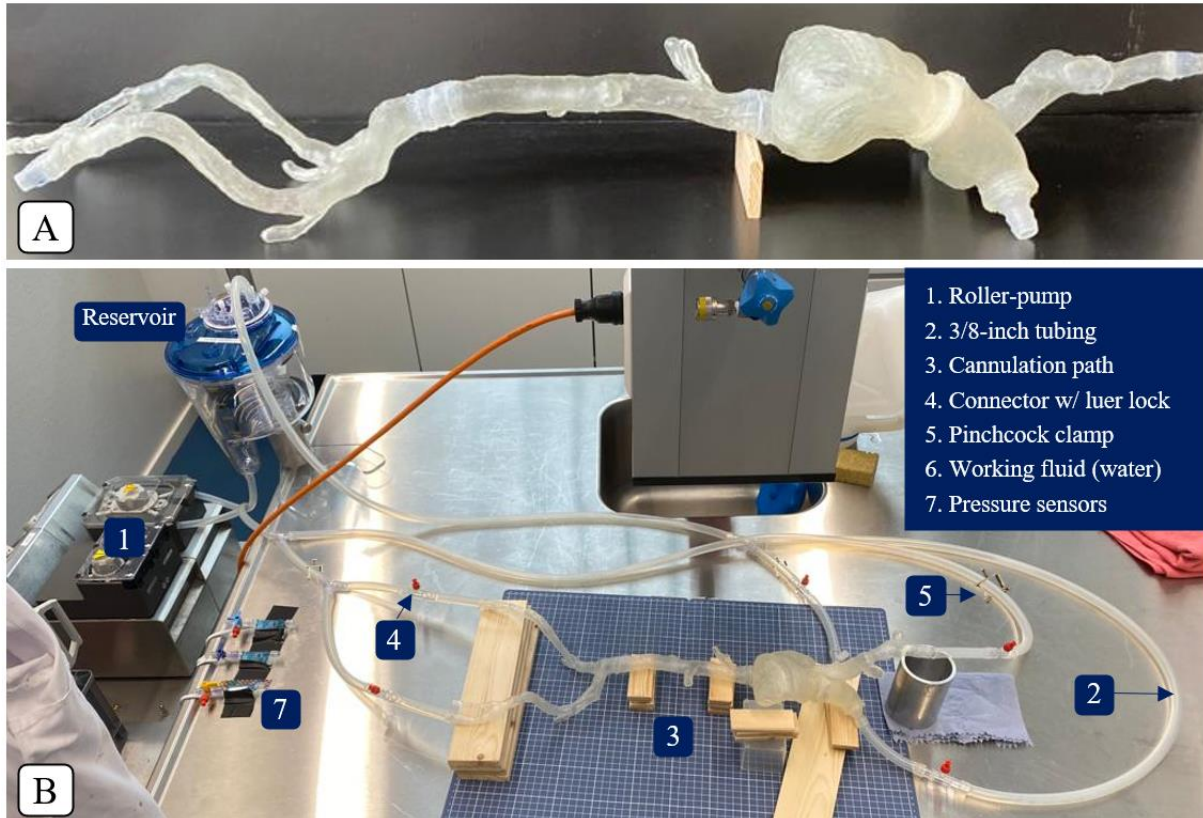 A
Reservoir
1. Roller-pump
2. 3/8-inch tubing
3. Cannulation path
4. Connector w/ luer lock
5. Pinchcock clamp
6. Working fluid (water)
7. Pressure sensors
1
5
4
2
7
3
B